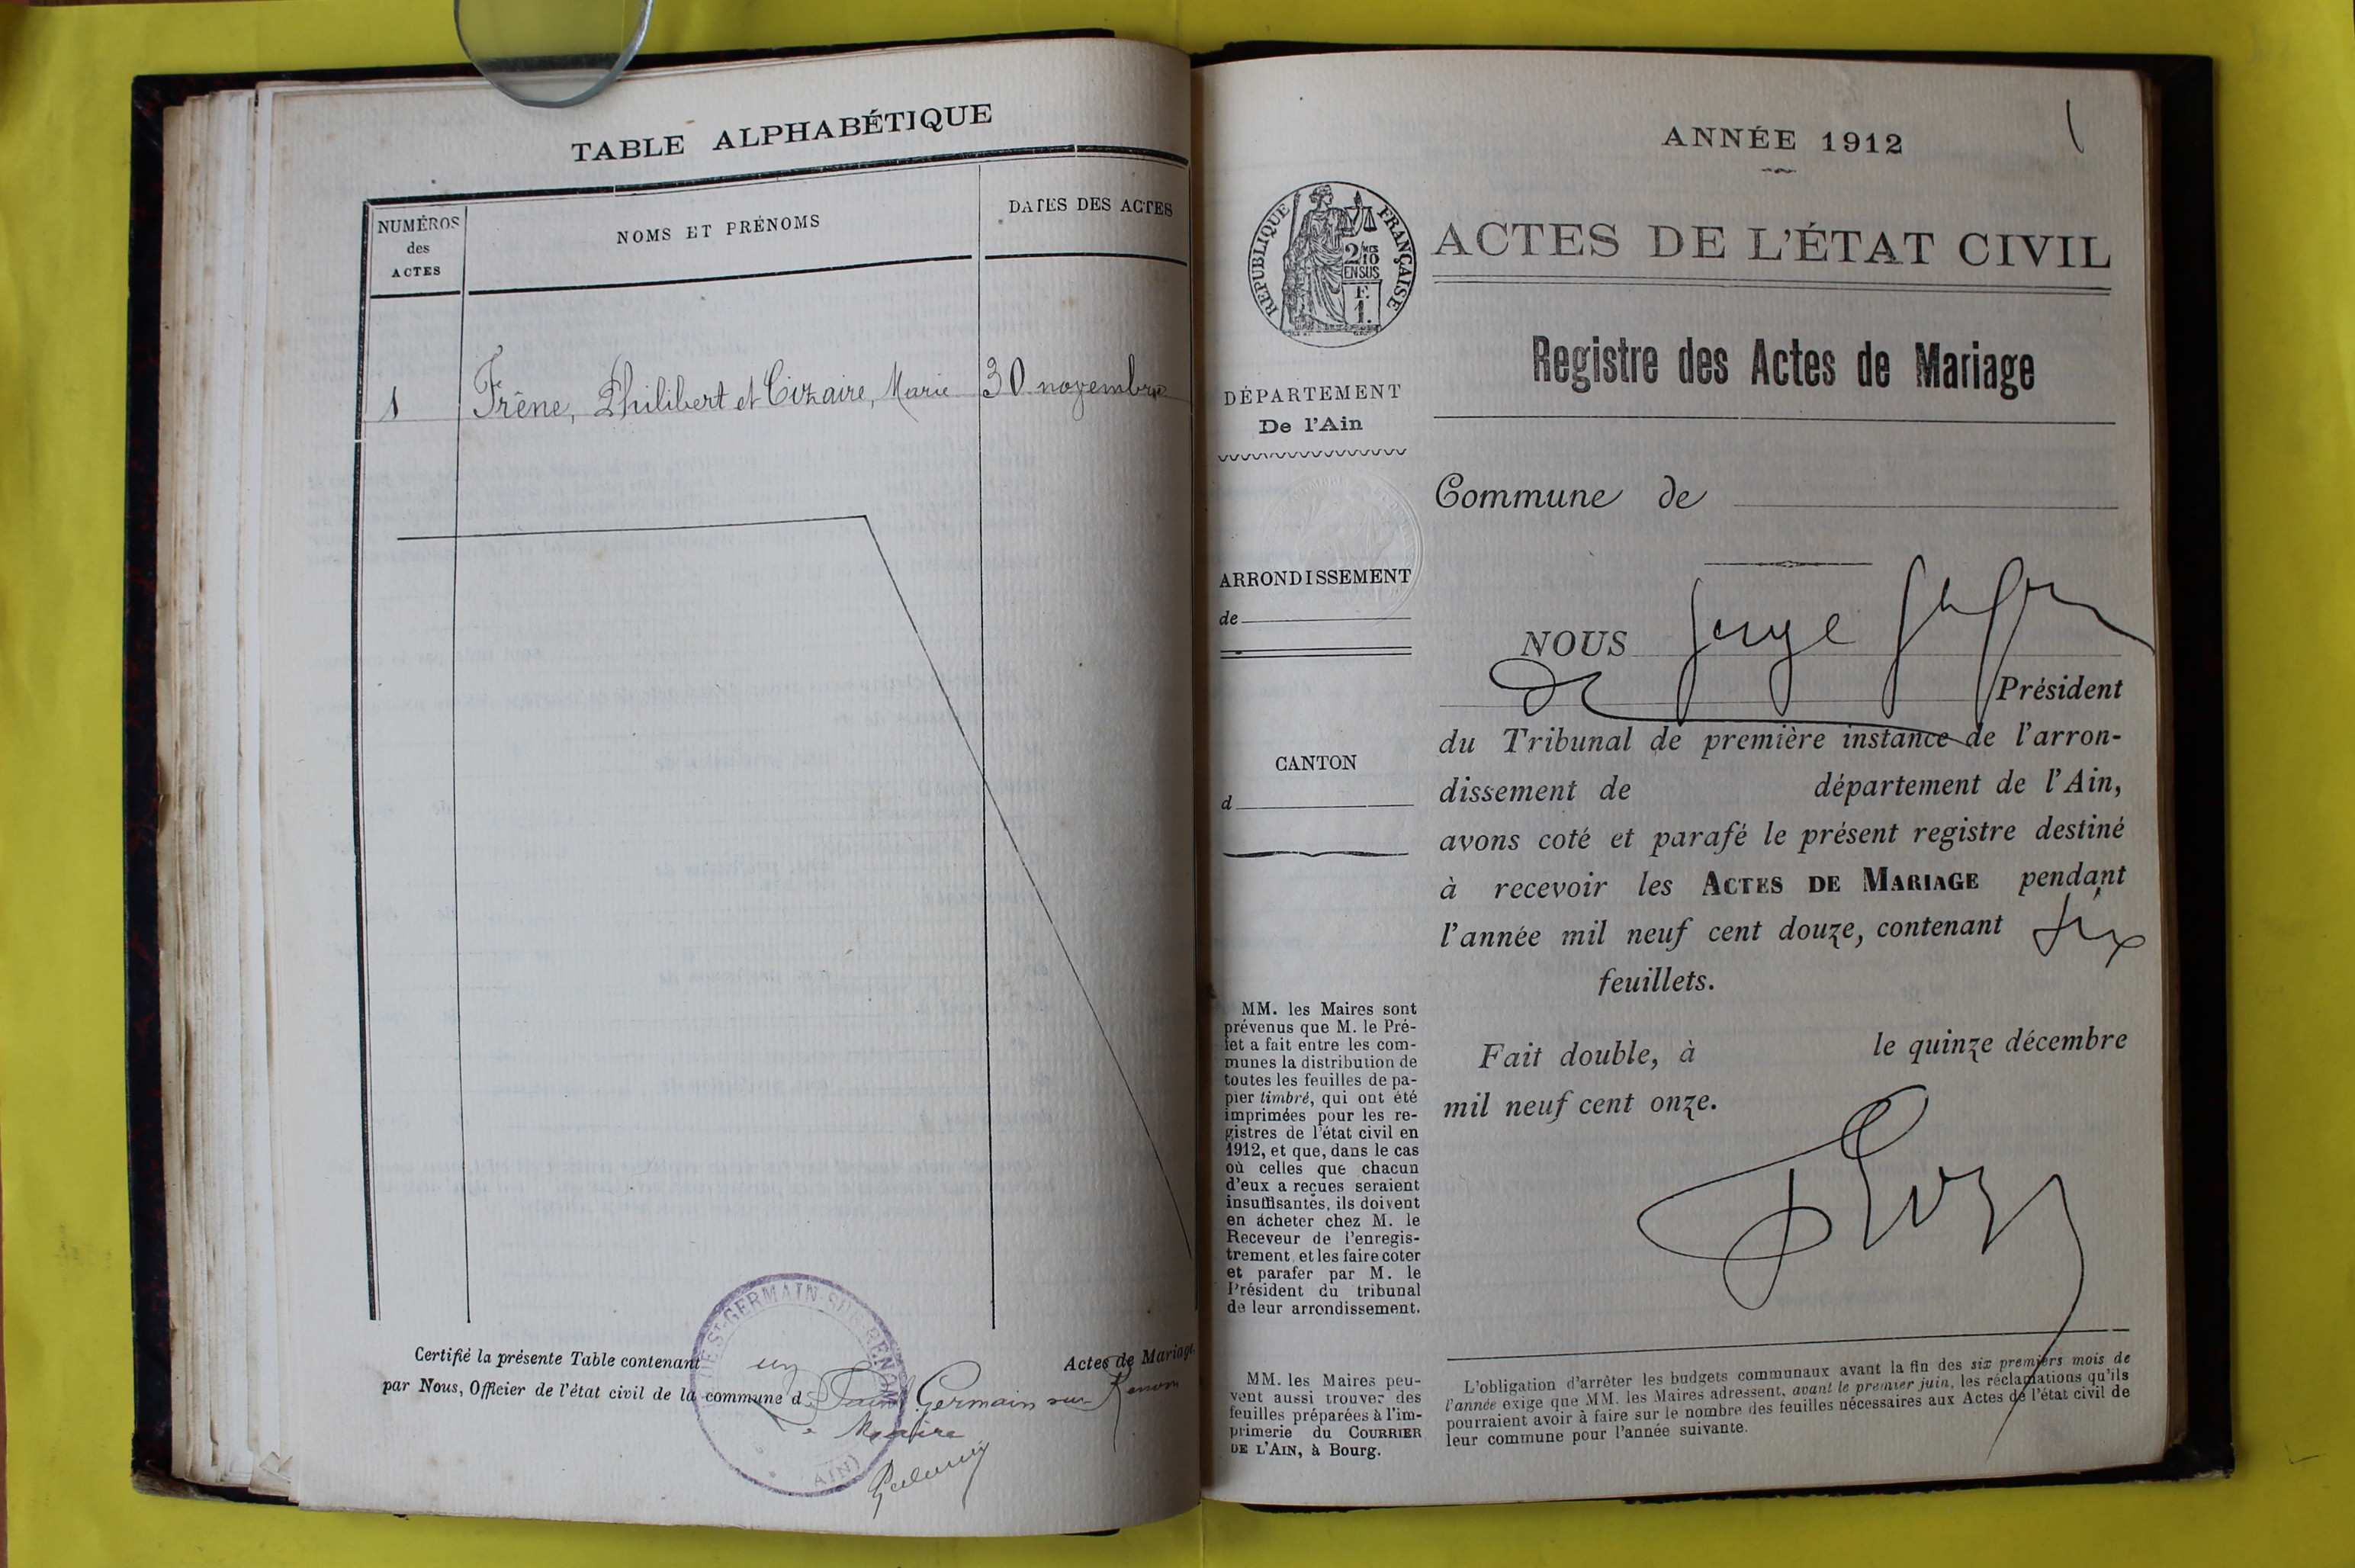 TABLE ALPHABÉTIQUE
NUMÉROS
des
ACTES
NOMS ET PRÉNOMS
DATES DES ACTES
1
Frêne, Philibert et Cizaire, Marie
30 novembre
Certifié la présente Table contenant un Actes de Mariage
par Nous, Officier de l'état civil de la commune d Saint Germain sur Renom
Le Maire
ST-GERMAIN-SUR-RENON
(AIN)
ANNÉE 1912
1
RÉPUBLIQUE FRANÇAISE
2/10
EN SUS
F.
1.
ACTES DE L'ÉTAT CIVIL
Registre des Actes de Mariage
DÉPARTEMENT
De l'Ain
ARRONDISSEMENT
de
CANTON
d
MM. les Maires sont
prévenus que M. le Pré-
fet a fait entre les com-
munes la distribution de
toutes les feuilles de pa-
pier timbré, qui ont été
imprimées pour les re-
gistres de l'état civil en
1912, et que, dans le cas
où celles que chacun
d'eux a reçues seraient
insuffisantes, ils doivent
en acheter chez M. le
Receveur de l'enregis-
trement et les faire coter
et parafer par M. le
Président du tribunal
de leur arrondissement.
MM. les Maires peu-
vent aussi trouver des
feuilles préparées à l'im-
primerie du COURRIER
DE L'AIN, à Bourg.
Commune de
NOUS
Président
du Tribunal de première instance de l'arron-
dissement de département de l'Ain,
avons coté et parafé le présent registre destiné
à recevoir les ACTES DE MARIAGE pendant
l'année mil neuf cent douze, contenant six
feuillets.
Fait double, à le quinze décembre
mil neuf cent onze.
L'obligation d'arrêter les budgets communaux avant la fin des six premiers mois de
l'année exige que MM. les Maires adressent, avant le premier juin, les réclamations qu'ils
pourraient avoir à faire sur le nombre des feuilles nécessaires aux Actes de l'état civil de
leur commune pour l'année suivante.